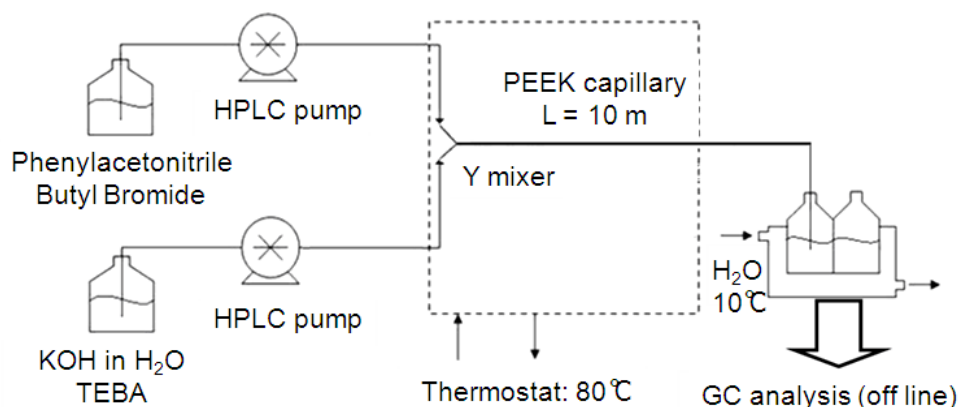 HPLC pump
Phenylacetonitrile
Butyl Bromide
PEEK capillary
L = 10 m
Y mixer
HPLC pump
KOH in H₂O
TEBA
Thermostat: 80℃
H₂O
10℃
GC analysis (off line)